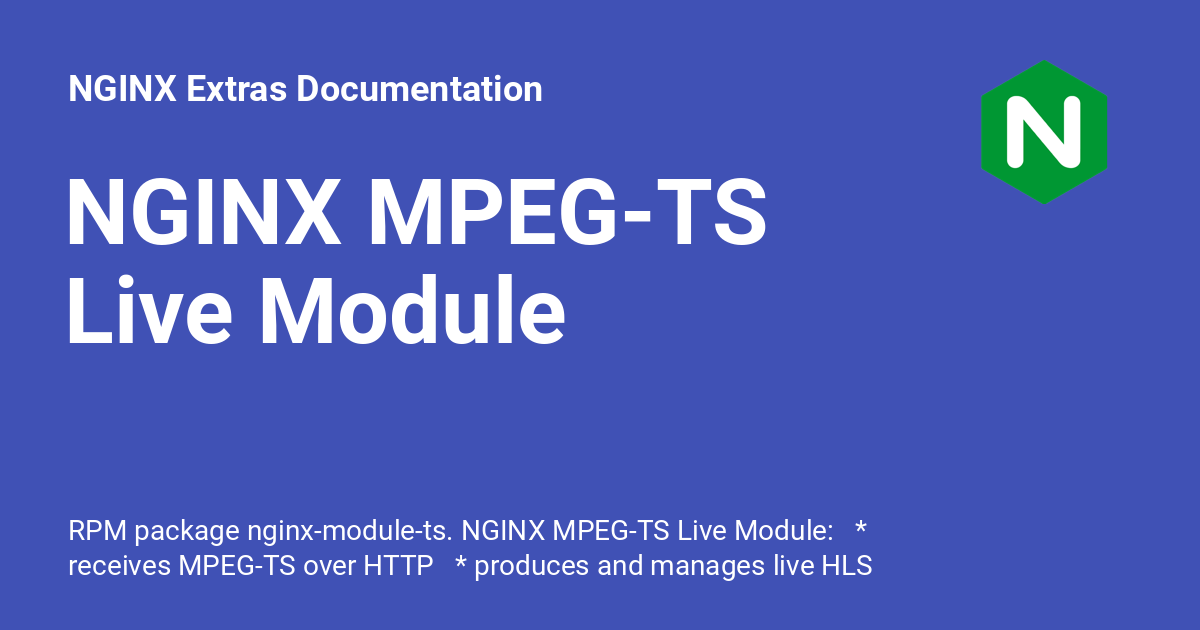 NGINX Extras Documentation
N
NGINX MPEG-TS
Live Module
RPM package nginx-module-ts. NGINX MPEG-TS Live Module:   *
receives MPEG-TS over HTTP   * produces and manages live HLS